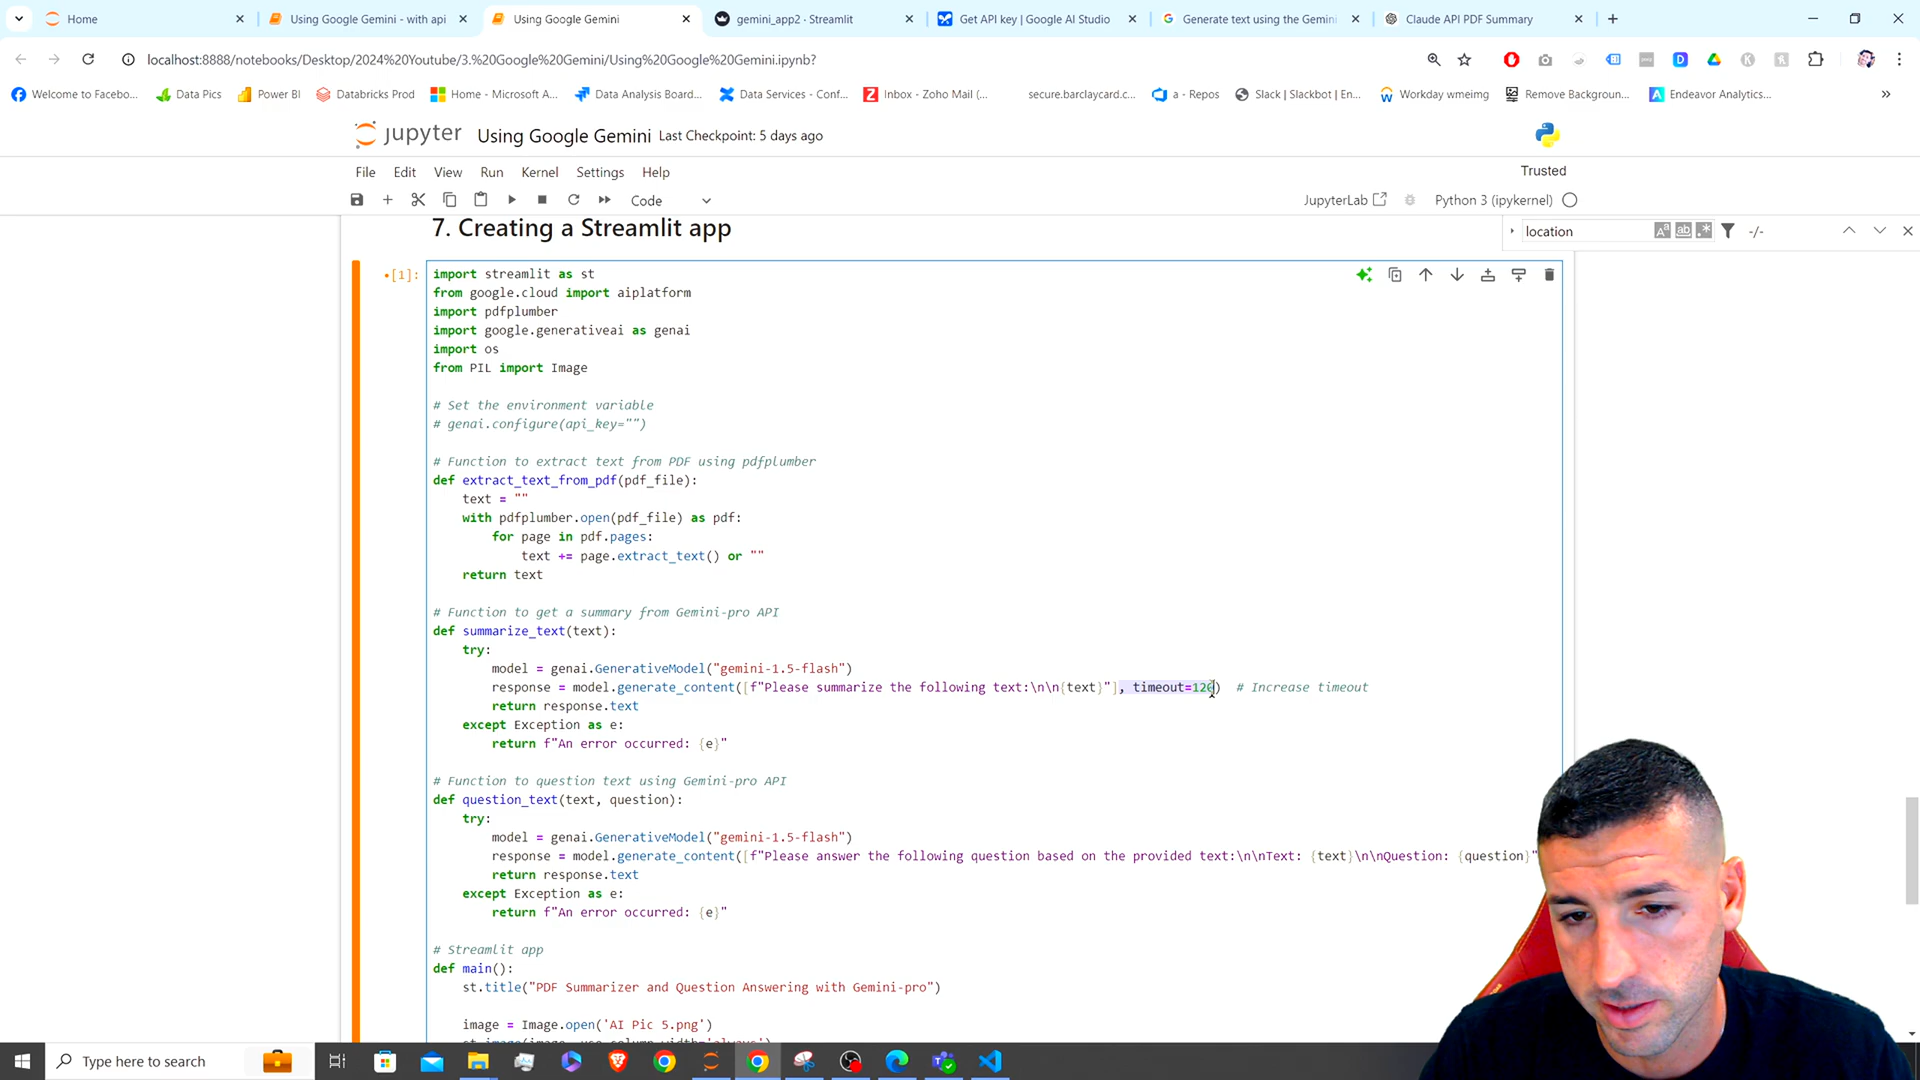 Home
Using Google Gemini - with api
Using Google Gemini
gemini_app2 · Streamlit
Get API key | Google AI Studio
Generate text using the Gemini
Claude API PDF Summary
localhost:8888/notebooks/Desktop/2024%20Youtube/3.%20Google%20Gemini/Using%20Google%20Gemini.ipynb?
Welcome to Facebo...
Data Pics
Power BI
Databricks Prod
Home - Microsoft A...
Data Analysis Board...
Data Services - Conf...
Inbox - Zoho Mail (...
secure.barclaycard.c...
a - Repos
Slack | Slackbot | En...
Workday wmeimg
Remove Backgroun...
Endeavor Analytics...
jupyter Using Google Gemini Last Checkpoint: 5 days ago
File Edit View Run Kernel Settings Help
Trusted
Code
JupyterLab
Python 3 (ipykernel)
7. Creating a Streamlit app
location
-/-
[1]:
import streamlit as st
from google.cloud import aiplatform
import pdfplumber
import google.generativeai as genai
import os
from PIL import Image
# Set the environment variable
# genai.configure(api_key="")
# Function to extract text from PDF using pdfplumber
def extract_text_from_pdf(pdf_file):
text = ""
with pdfplumber.open(pdf_file) as pdf:
for page in pdf.pages:
text += page.extract_text() or ""
return text
# Function to get a summary from Gemini-pro API
def summarize_text(text):
try:
model = genai.GenerativeModel("gemini-1.5-flash")
response = model.generate_content([f"Please summarize the following text:\n\n{text}"], timeout=120) # Increase timeout
return response.text
except Exception as e:
return f"An error occurred: {e}"
# Function to question text using Gemini-pro API
def question_text(text, question):
try:
model = genai.GenerativeModel("gemini-1.5-flash")
response = model.generate_content([f"Please answer the following question based on the provided text:\n\nText: {text}\n\nQuestion: {question}"
return response.text
except Exception as e:
return f"An error occurred: {e}"
# Streamlit app
def main():
st.title("PDF Summarizer and Question Answering with Gemini-pro")
image = Image.open('AI Pic 5.png')
st.image(image, use_column_width='always')
Type here to search